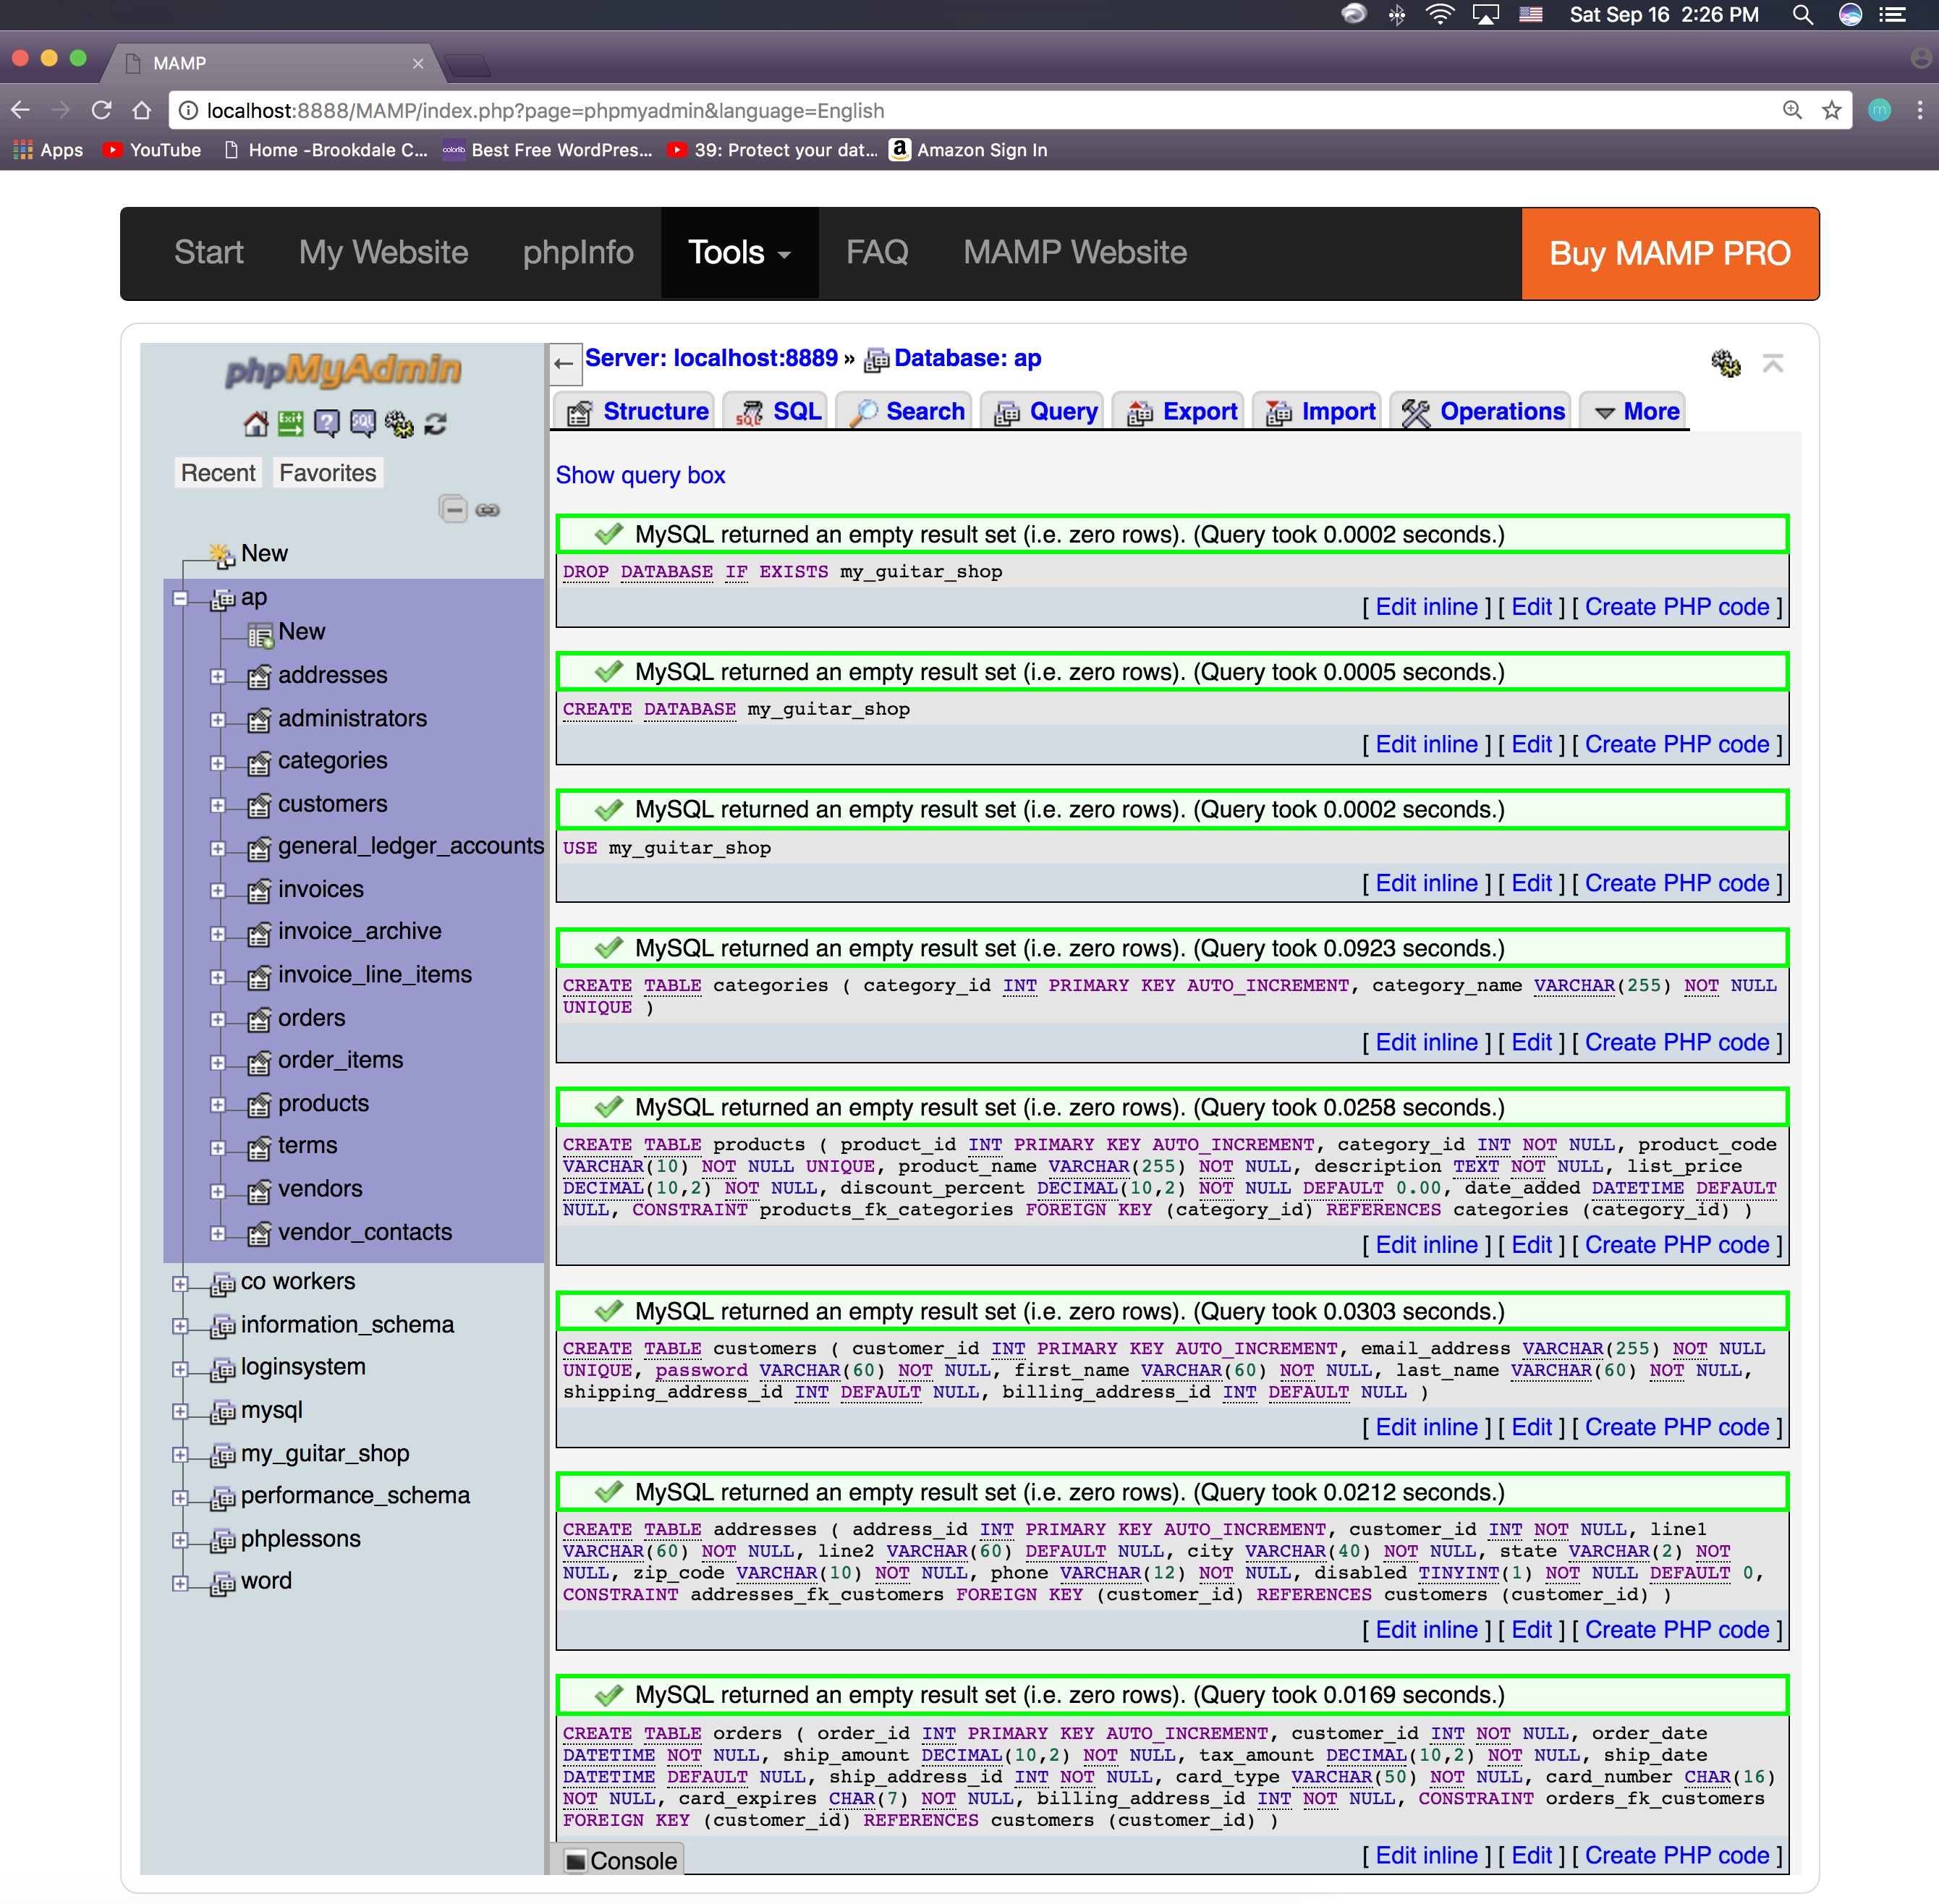 Sat Sep 16 2:26 PM
MAMP
localhost:8888/MAMP/index.php?page=phpmyadmin&language=English
m
Apps
YouTube
Home -Brookdale C...
colorlib.
Best Free WordPres...
39: Protect your dat...
a
Amazon Sign In
Start
My Website
phpInfo
Tools
FAQ
MAMP Website
Buy MAMP PRO
phpMyAdmin
Exit
?
SQL
Recent
Favorites
New
ap
New
addresses
administrators
categories
customers
general_ledger_accounts
invoices
invoice_archive
invoice_line_items
orders
order_items
products
terms
vendors
vendor_contacts
co workers
information_schema
loginsystem
mysql
my_guitar_shop
performance_schema
phplessons
word
Server: localhost:8889 » Database: ap
Structure
SQL
Search
Query
Export
Import
Operations
More
Show query box
MySQL returned an empty result set (i.e. zero rows). (Query took 0.0002 seconds.)
DROP DATABASE IF EXISTS my_guitar_shop
[ Edit inline ] [ Edit ] [ Create PHP code ]
MySQL returned an empty result set (i.e. zero rows). (Query took 0.0005 seconds.)
CREATE DATABASE my_guitar_shop
[ Edit inline ] [ Edit ] [ Create PHP code ]
MySQL returned an empty result set (i.e. zero rows). (Query took 0.0002 seconds.)
USE my_guitar_shop
[ Edit inline ] [ Edit ] [ Create PHP code ]
MySQL returned an empty result set (i.e. zero rows). (Query took 0.0923 seconds.)
CREATE TABLE categories ( category_id INT PRIMARY KEY AUTO_INCREMENT, category_name VARCHAR(255) NOT NULL
UNIQUE )
[ Edit inline ] [ Edit ] [ Create PHP code ]
MySQL returned an empty result set (i.e. zero rows). (Query took 0.0258 seconds.)
CREATE TABLE products ( product_id INT PRIMARY KEY AUTO_INCREMENT, category_id INT NOT NULL, product_code
VARCHAR(10) NOT NULL UNIQUE, product_name VARCHAR(255) NOT NULL, description TEXT NOT NULL, list_price
DECIMAL(10,2) NOT NULL, discount_percent DECIMAL(10,2) NOT NULL DEFAULT 0.00, date_added DATETIME DEFAULT
NULL, CONSTRAINT products_fk_categories FOREIGN KEY (category_id) REFERENCES categories (category_id) )
[ Edit inline ] [ Edit ] [ Create PHP code ]
MySQL returned an empty result set (i.e. zero rows). (Query took 0.0303 seconds.)
CREATE TABLE customers ( customer_id INT PRIMARY KEY AUTO_INCREMENT, email_address VARCHAR(255) NOT NULL
UNIQUE, password VARCHAR(60) NOT NULL, first_name VARCHAR(60) NOT NULL, last_name VARCHAR(60) NOT NULL,
shipping_address_id INT DEFAULT NULL, billing_address_id INT DEFAULT NULL )
[ Edit inline ] [ Edit ] [ Create PHP code ]
MySQL returned an empty result set (i.e. zero rows). (Query took 0.0212 seconds.)
CREATE TABLE addresses ( address_id INT PRIMARY KEY AUTO_INCREMENT, customer_id INT NOT NULL, line1
VARCHAR(60) NOT NULL, line2 VARCHAR(60) DEFAULT NULL, city VARCHAR(40) NOT NULL, state VARCHAR(2) NOT
NULL, zip_code VARCHAR(10) NOT NULL, phone VARCHAR(12) NOT NULL, disabled TINYINT(1) NOT NULL DEFAULT 0,
CONSTRAINT addresses_fk_customers FOREIGN KEY (customer_id) REFERENCES customers (customer_id) )
[ Edit inline ] [ Edit ] [ Create PHP code ]
MySQL returned an empty result set (i.e. zero rows). (Query took 0.0169 seconds.)
CREATE TABLE orders ( order_id INT PRIMARY KEY AUTO_INCREMENT, customer_id INT NOT NULL, order_date
DATETIME NOT NULL, ship_amount DECIMAL(10,2) NOT NULL, tax_amount DECIMAL(10,2) NOT NULL, ship_date
DATETIME DEFAULT NULL, ship_address_id INT NOT NULL, card_type VARCHAR(50) NOT NULL, card_number CHAR(16)
NOT NULL, card_expires CHAR(7) NOT NULL, billing_address_id INT NOT NULL, CONSTRAINT orders_fk_customers
FOREIGN KEY (customer_id) REFERENCES customers (customer_id) )
[ Edit inline ] [ Edit ] [ Create PHP code ]
Console